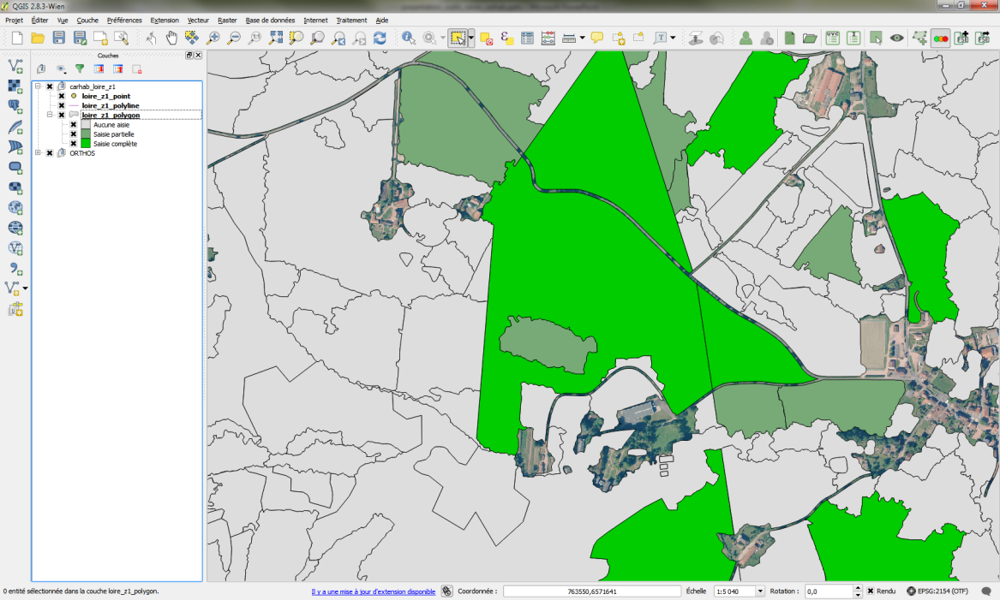 QGIS 2.8.3-Wien
Projet Éditer Vue Couche Préférences Extension Vecteur Raster Base de données Internet Traitement Aide
Couches
carhab_loire_z1
loire_z1_point
loire_z1_polyline
loire_z1_polygon
Aucune aisie
Saisie partielle
Saisie complète
ORTHOS
0 entité sélectionnée dans la couche loire_z1_polygon.
Il y a une mise à jour d'extension disponible
Coordonnée :
763550,6571641
Échelle
1:5 040
Rotation :
0,0
Rendu
EPSG:2154 (OTF)